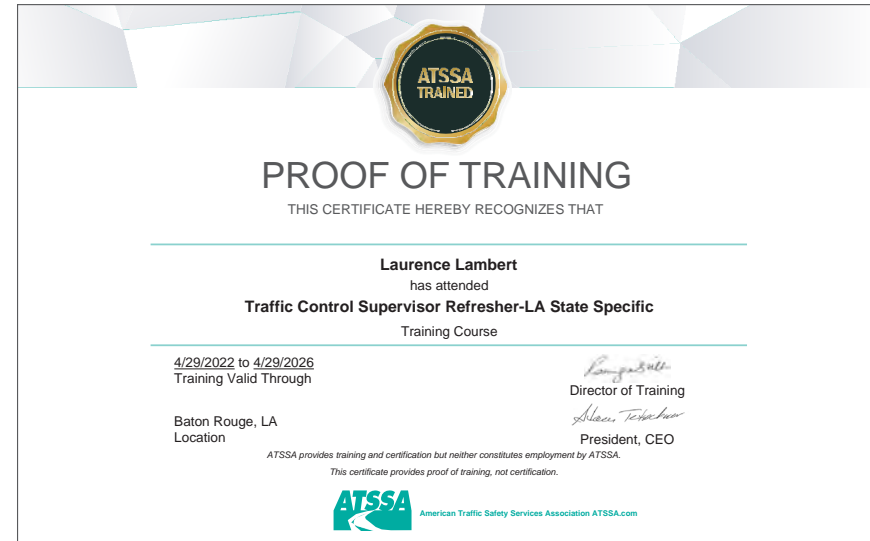 ATSSA
TRAINED
PROOF OF TRAINING
THIS CERTIFICATE HEREBY RECOGNIZES THAT
Laurence Lambert
has attended
Traffic Control Supervisor Refresher-LA State Specific
Training Course
4/29/2022 to 4/29/2026
Training Valid Through
Director of Training
Baton Rouge, LA
Location
President, CEO
ATSSA provides training and certification but neither constitutes employment by ATSSA.
This certificate provides proof of training, not certification.
ATSSA
American Traffic Safety Services Association ATSSA.com